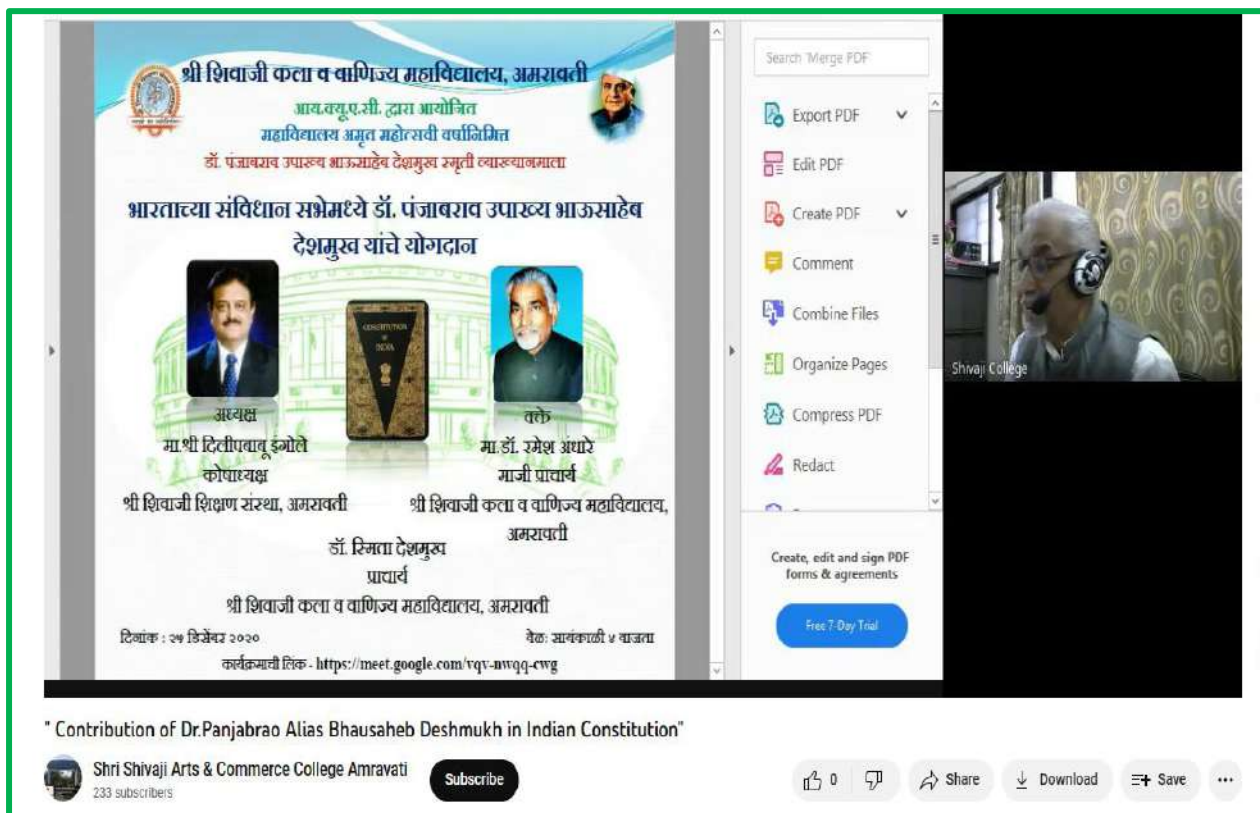 श्री शिवाजी कला व वाणिज्य महाविद्यालय, अमरावती
आय.क्यू.ए.सी. द्वारा आयोजित
महाविद्यालय अमृत महोत्सवी वर्षानिमित्त
डॉ. पंजाबराव उपाख्य भाऊसाहेब देशमुख स्मृती व्याख्यानमाला
भारताच्या संविधान सभेमध्ये डॉ. पंजाबराव उपाख्य भाऊसाहेब
देशमुख यांचे योगदान
CONSTITUTION
OF
INDIA
अध्यक्ष
मा.श्री दिलीपबाबू इंगोले
कोषाध्यक्ष
श्री शिवाजी शिक्षण संस्था, अमरावती
वक्ते
मा.डॉ. रमेश अंधारे
माजी प्राचार्य
श्री शिवाजी कला व वाणिज्य महाविद्यालय,
अमरावती
डॉ. स्मिता देशमुख
प्राचार्य
श्री शिवाजी कला व वाणिज्य महाविद्यालय, अमरावती
दिनांक : २५ डिसेंबर २०२०
वेळ: सायंकाळी ४ वाजता
कार्यक्रमाची लिंक - https://meet.google.com/vqv-nwqq-cwg
Search 'Merge PDF'
Export PDF
Edit PDF
Create PDF
Comment
Combine Files
Organize Pages
Compress PDF
Redact
Create, edit and sign PDF
forms & agreements
Free 7-Day Trial
Shivaji College
" Contribution of Dr.Panjabrao Alias Bhausaheb Deshmukh in Indian Constitution"
Shri Shivaji Arts & Commerce College Amravati
233 subscribers
Subscribe
0
Share
Download
Save